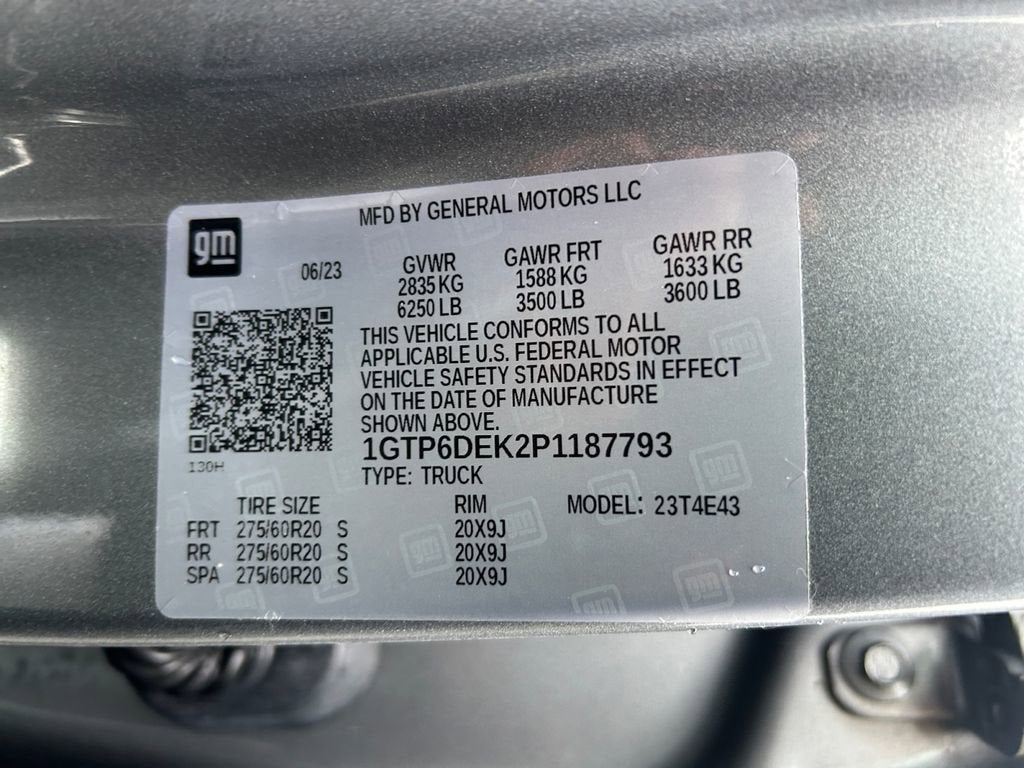 MFD BY GENERAL MOTORS LLC
gm
06/23
GVWR GAWR FRT GAWR RR
2835 KG 1588 KG 1633 KG
6250 LB 3500 LB 3600 LB
THIS VEHICLE CONFORMS TO ALL
APPLICABLE U.S. FEDERAL MOTOR
VEHICLE SAFETY STANDARDS IN EFFECT
ON THE DATE OF MANUFACTURE
SHOWN ABOVE.
1GTP6DEK2P1187793
130H
TYPE: TRUCK
TIRE SIZE RIM MODEL: 23T4E43
FRT 275/60R20 S 20X9J
RR 275/60R20 S 20X9J
SPA 275/60R20 S 20X9J